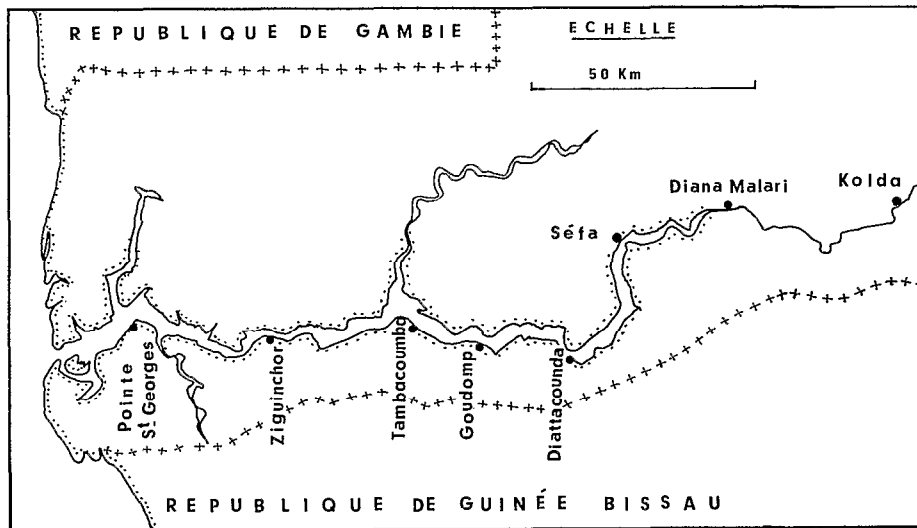 REPUBLIQUE DE GAMBIE
ECHELLE
50 Km
Kolda
Diana Malari
Séfa
Pointe
St Georges
Ziguinchor
Tambacoumba
Goudomp
Diattacounda
REPUBLIQUE DE GUINÉE BISSAU